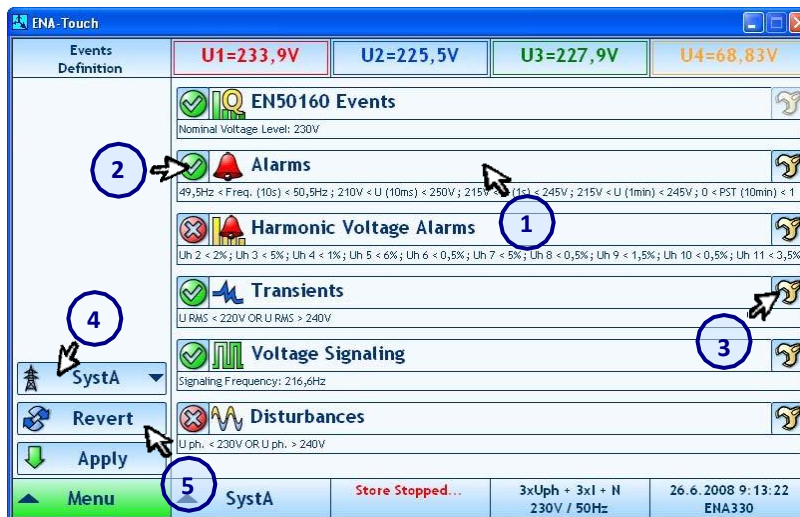 ENA-Touch
Events
Definition
U1=233,9V
U2=225,5V
U3=227,9V
U4=68,83V
EN50160 Events
Nominal Voltage Level: 230V
2
Alarms
49,5Hz < Freq. (10s) < 50,5Hz ; 210V < U (10ms) < 250V ; 215V (1s) < 245V ; 215V < U (1min) < 245V ; 0 < PST (10min) < 1
1
Harmonic Voltage Alarms
Uh 2 < 2% ; Uh 3 < 5% ; Uh 4 < 1% ; Uh 5 < 6% ; Uh 6 < 0,5% ; Uh 7 < 5% ; Uh 8 < 0,5% ; Uh 9 < 1,5% ; Uh 10 < 0,5% ; Uh 11 < 3,5%
Transients
U RMS < 220V OR U RMS > 240V
3
4
Voltage Signaling
Signaling Frequency: 216,6Hz
SystA
Revert
Disturbances
U ph. < 230V OR U ph. > 240V
Apply
5
Menu
SystA
Store Stopped...
3xUph + 3xI + N
230V / 50Hz
26.6.2008 9:13:22
ENA330